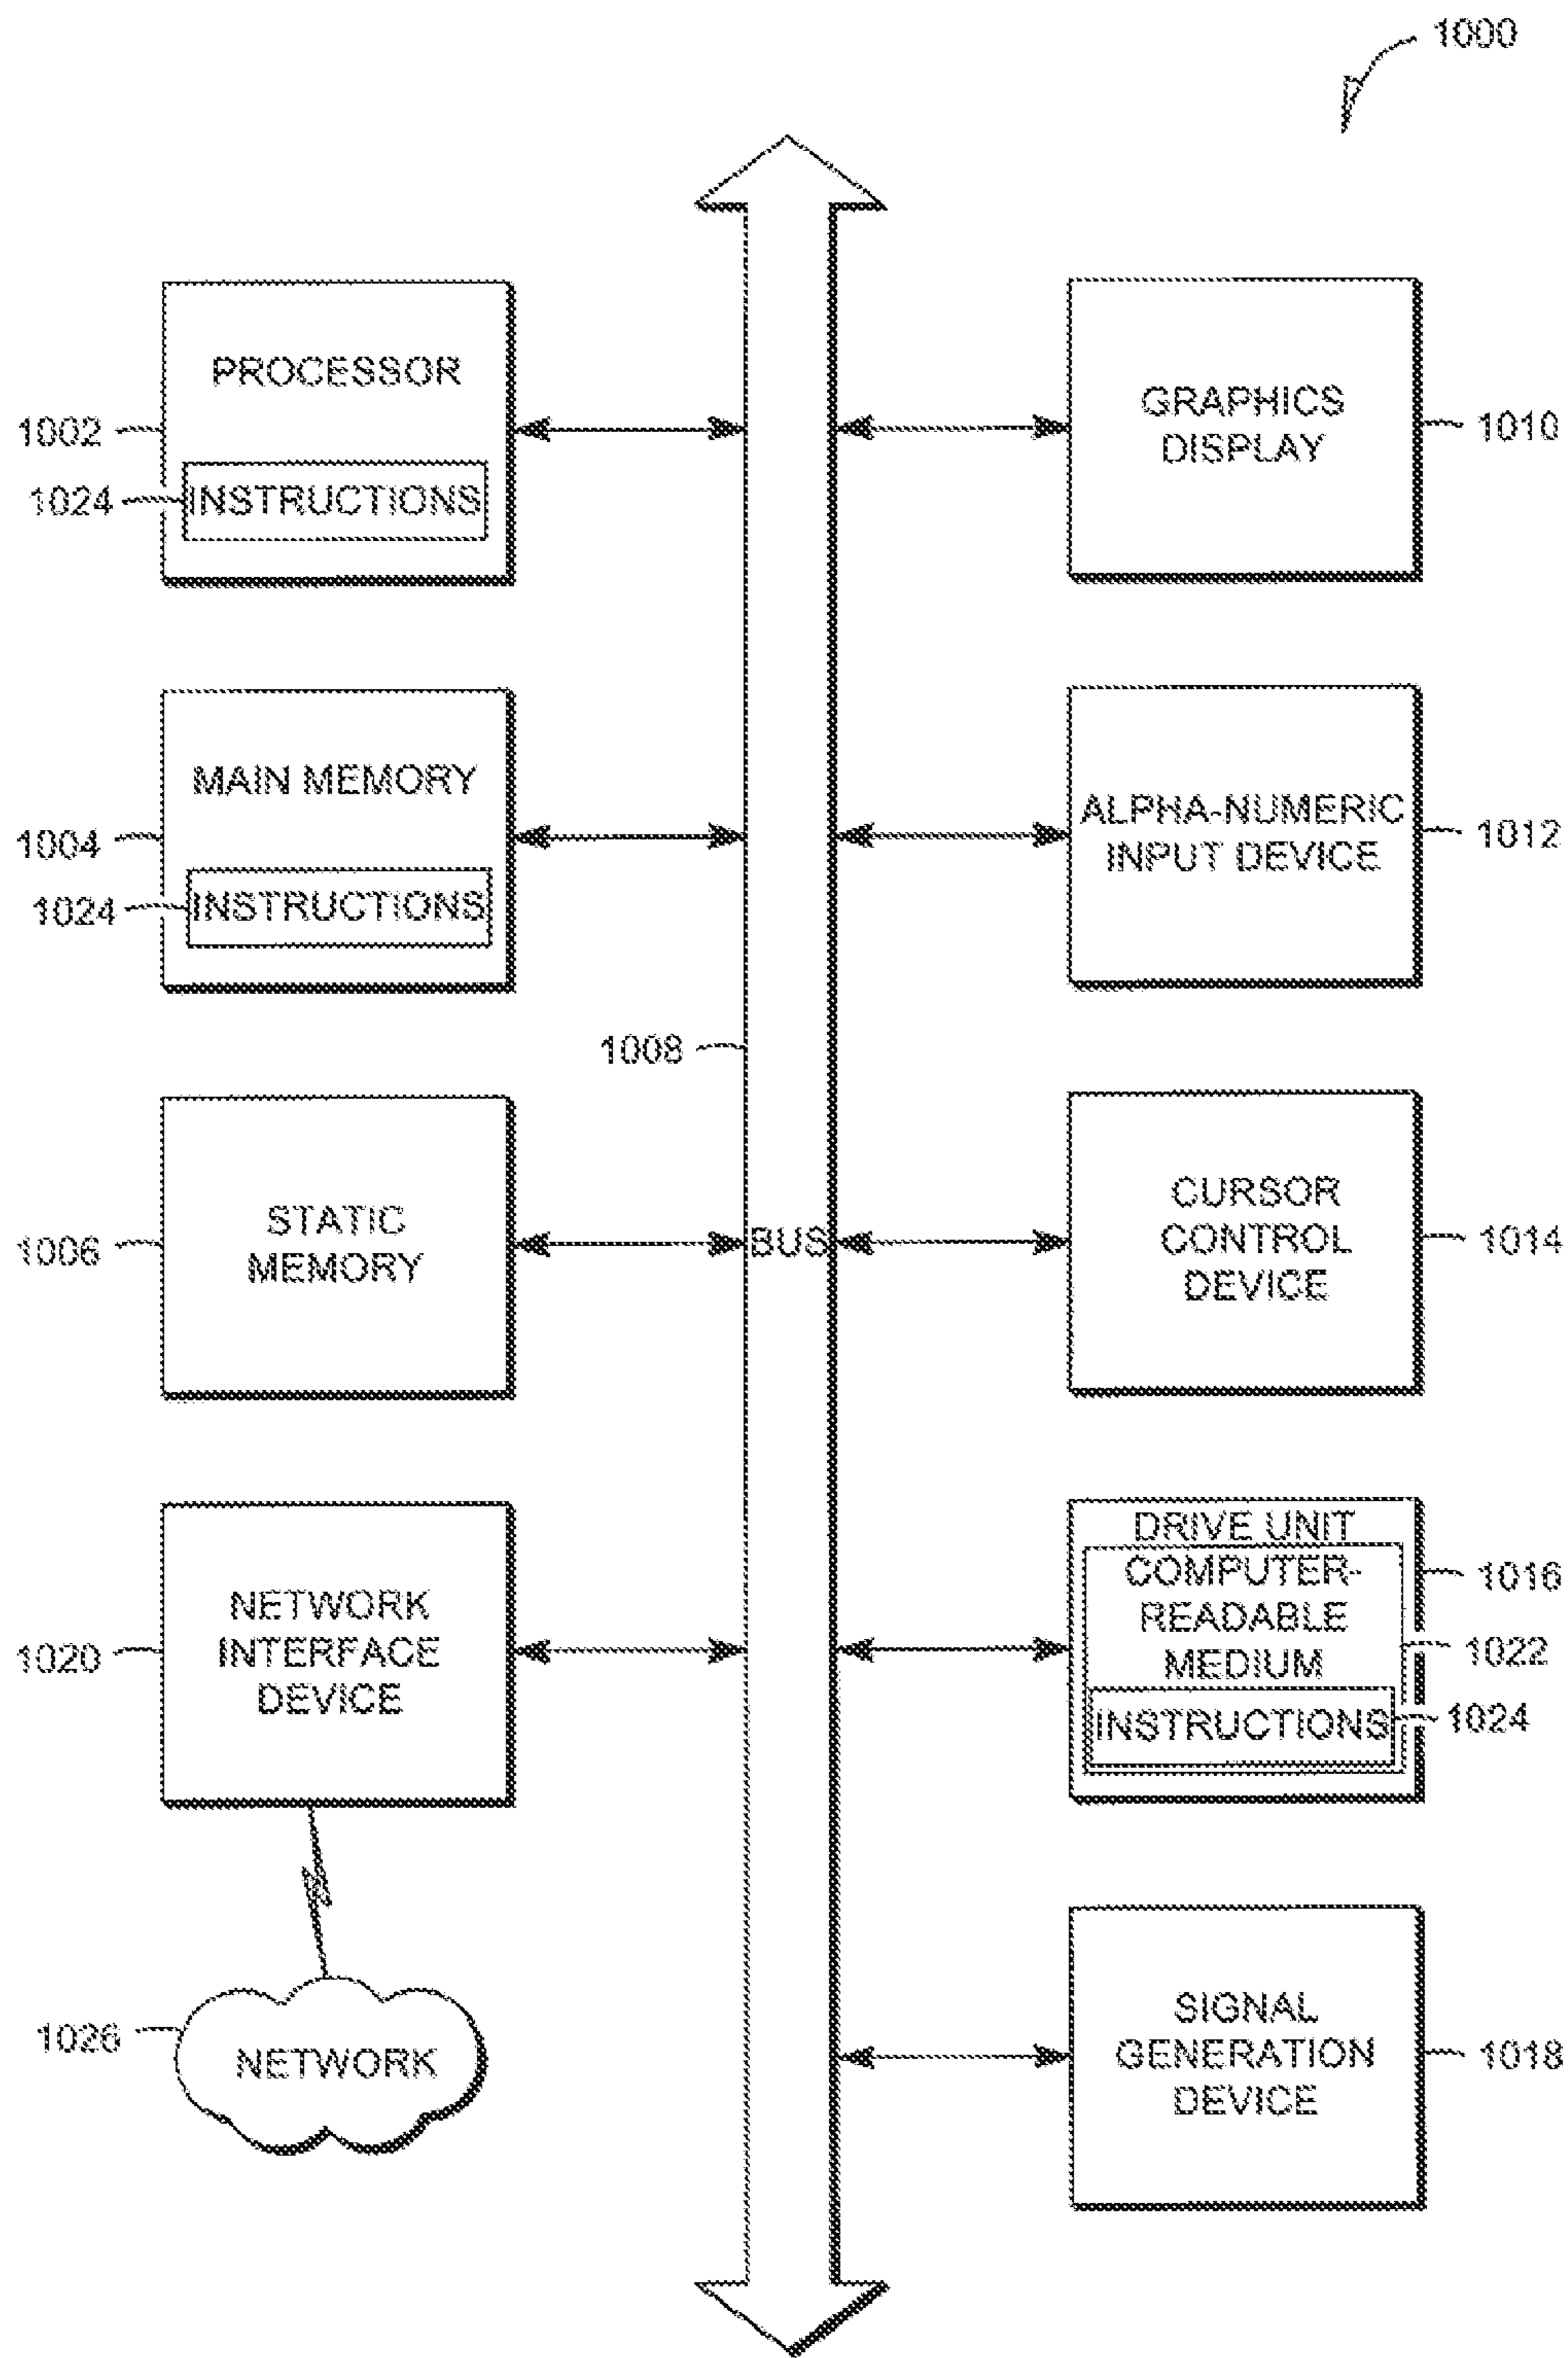 1000
PROCESSOR
1002
1024
INSTRUCTIONS
GRAPHICS
DISPLAY
1010
MAIN MEMORY
1004
1024
INSTRUCTIONS
ALPHA-NUMERIC
INPUT DEVICE
1012
1008
STATIC
MEMORY
1006
BUS
CURSOR
CONTROL
DEVICE
1014
NETWORK
INTERFACE
DEVICE
1020
DRIVE UNIT
COMPUTER-
READABLE
MEDIUM
INSTRUCTIONS
1016
1022
1024
1026
NETWORK
SIGNAL
GENERATION
DEVICE
1018